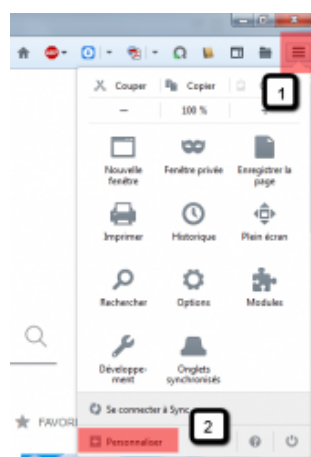 Couper Copier
100 %
1
Nouvelle fenêtre
Fenêtre privée
Enregistrer la page
Imprimer
Historique
Plein écran
Rechercher
Options
Modules
Développe-
ment
Onglets synchronisés
FAVORI
Se connecter à Sync
2
Personnaliser